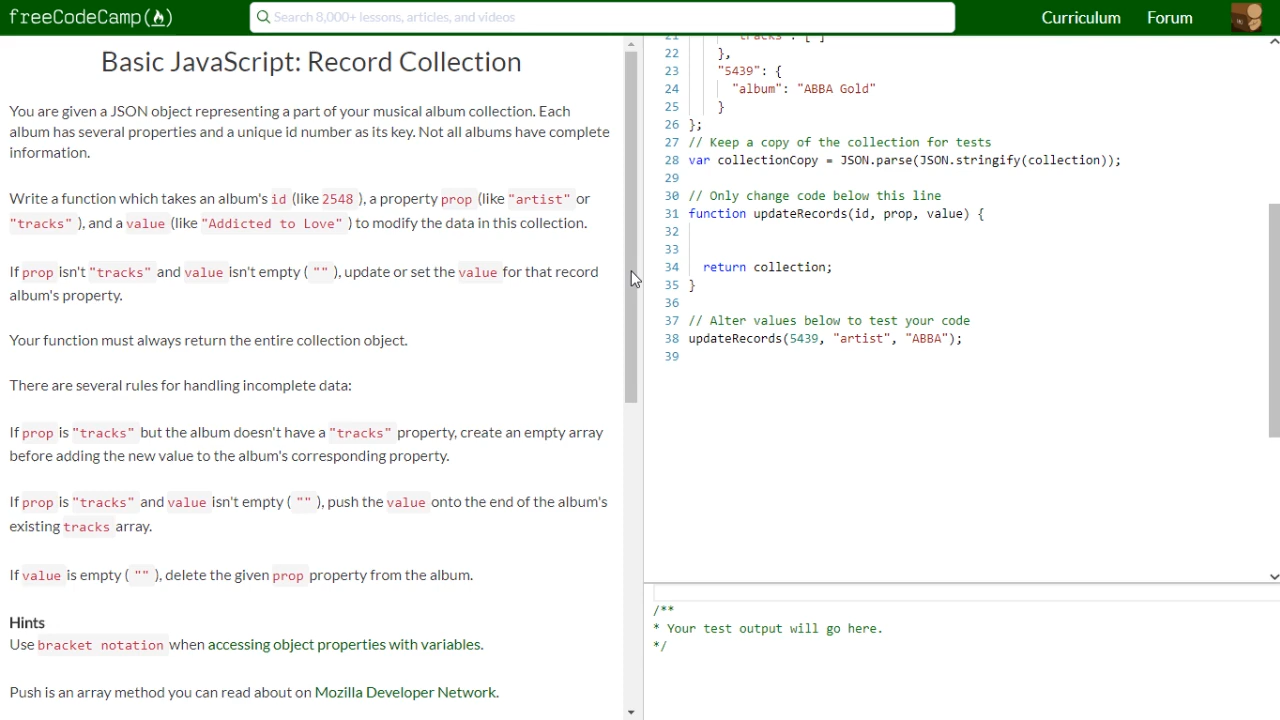 freeCodeCamp(🔥)
Search 8,000+ lessons, articles, and videos
Curriculum
Forum
Basic JavaScript: Record Collection
You are given a JSON object representing a part of your musical album collection. Each
album has several properties and a unique id number as its key. Not all albums have complete
information.
Write a function which takes an album's id (like 2548 ), a property prop (like "artist" or
"tracks" ), and a value (like "Addicted to Love" ) to modify the data in this collection.
If prop isn't "tracks" and value isn't empty ( "" ), update or set the value for that record
album's property.
Your function must always return the entire collection object.
There are several rules for handling incomplete data:
If prop is "tracks" but the album doesn't have a "tracks" property, create an empty array
before adding the new value to the album's corresponding property.
If prop is "tracks" and value isn't empty ( "" ), push the value onto the end of the album's
existing tracks array.
If value is empty ( "" ), delete the given prop property from the album.
Hints
Use bracket notation when accessing object properties with variables.
Push is an array method you can read about on Mozilla Developer Network.
21 "tracks": [ ]
22 },
23 "5439": {
24 "album": "ABBA Gold"
25 }
26 };
27 // Keep a copy of the collection for tests
28 var collectionCopy = JSON.parse(JSON.stringify(collection));
29
30 // Only change code below this line
31 function updateRecords(id, prop, value) {
32
33
34 return collection;
35 }
36
37 // Alter values below to test your code
38 updateRecords(5439, "artist", "ABBA");
39
/**
* Your test output will go here.
*/